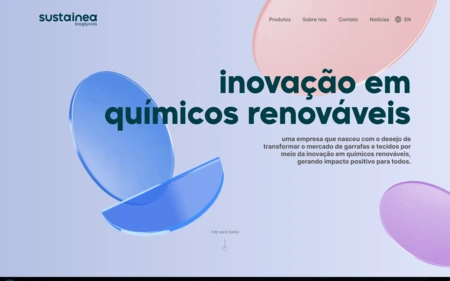 sustainea
bioglycols
Produtos Sobre nós Contato Notícias EN
inovação em
químicos renováveis
uma empresa que nasceu com o desejo de
transformar o mercado de garrafas e tecidos por
meio da inovação em químicos renováveis,
gerando impacto positivo para todos.
role para baixo